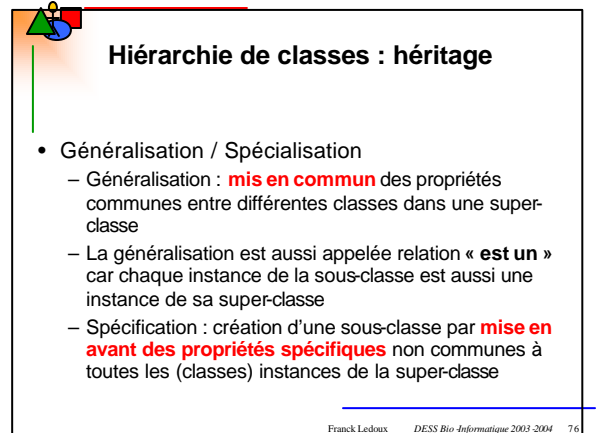 Hiérarchie de classes : héritage
• Généralisation / Spécialisation
– Généralisation : mis en commun des propriétés
communes entre différentes classes dans une super-
classe
– La généralisation est aussi appelée relation « est un »
car chaque instance de la sous-classe est aussi une
instance de sa super-classe
– Spécification : création d'une sous-classe par mise en
avant des propriétés spécifiques non communes à
toutes les (classes) instances de la super-classe
Franck Ledoux DESS Bio-Informatique 2003-2004 76